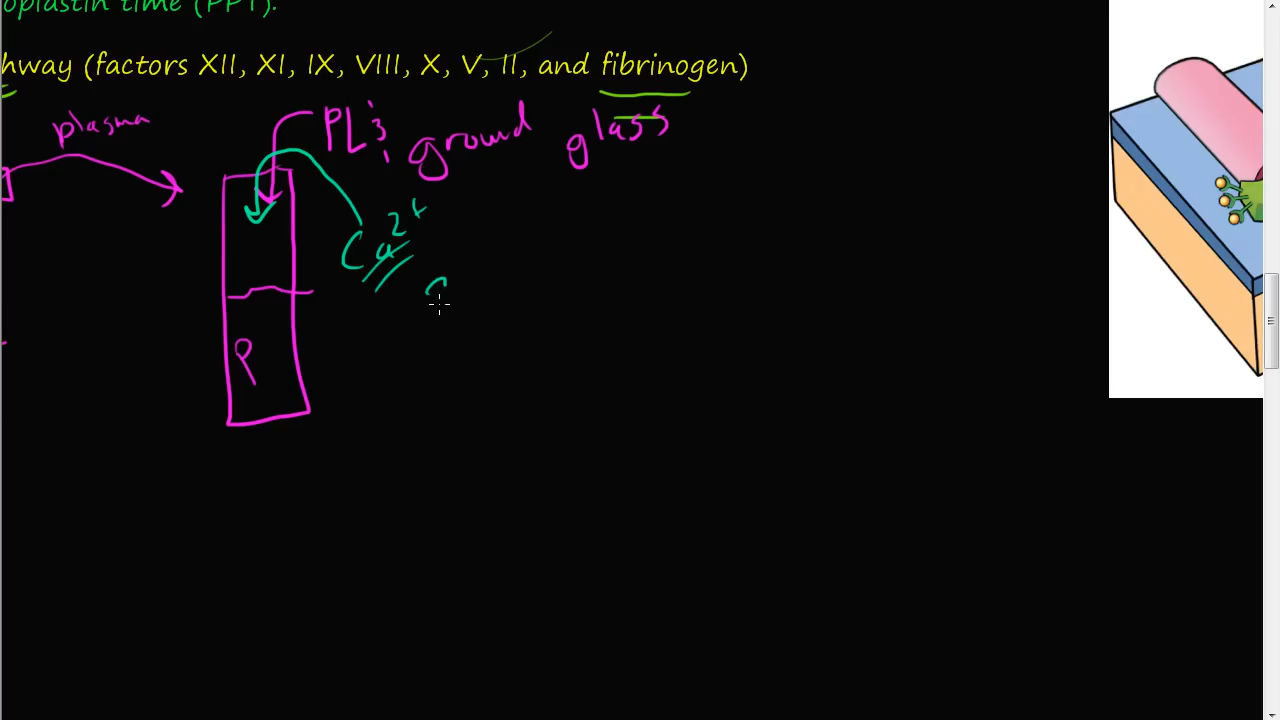 oplastin time (PPT).
hway (factors XII, XI, IX, VIII, X, V, II, and fibrinogen)
plasma
PL's, ground glass
Ca2+
P